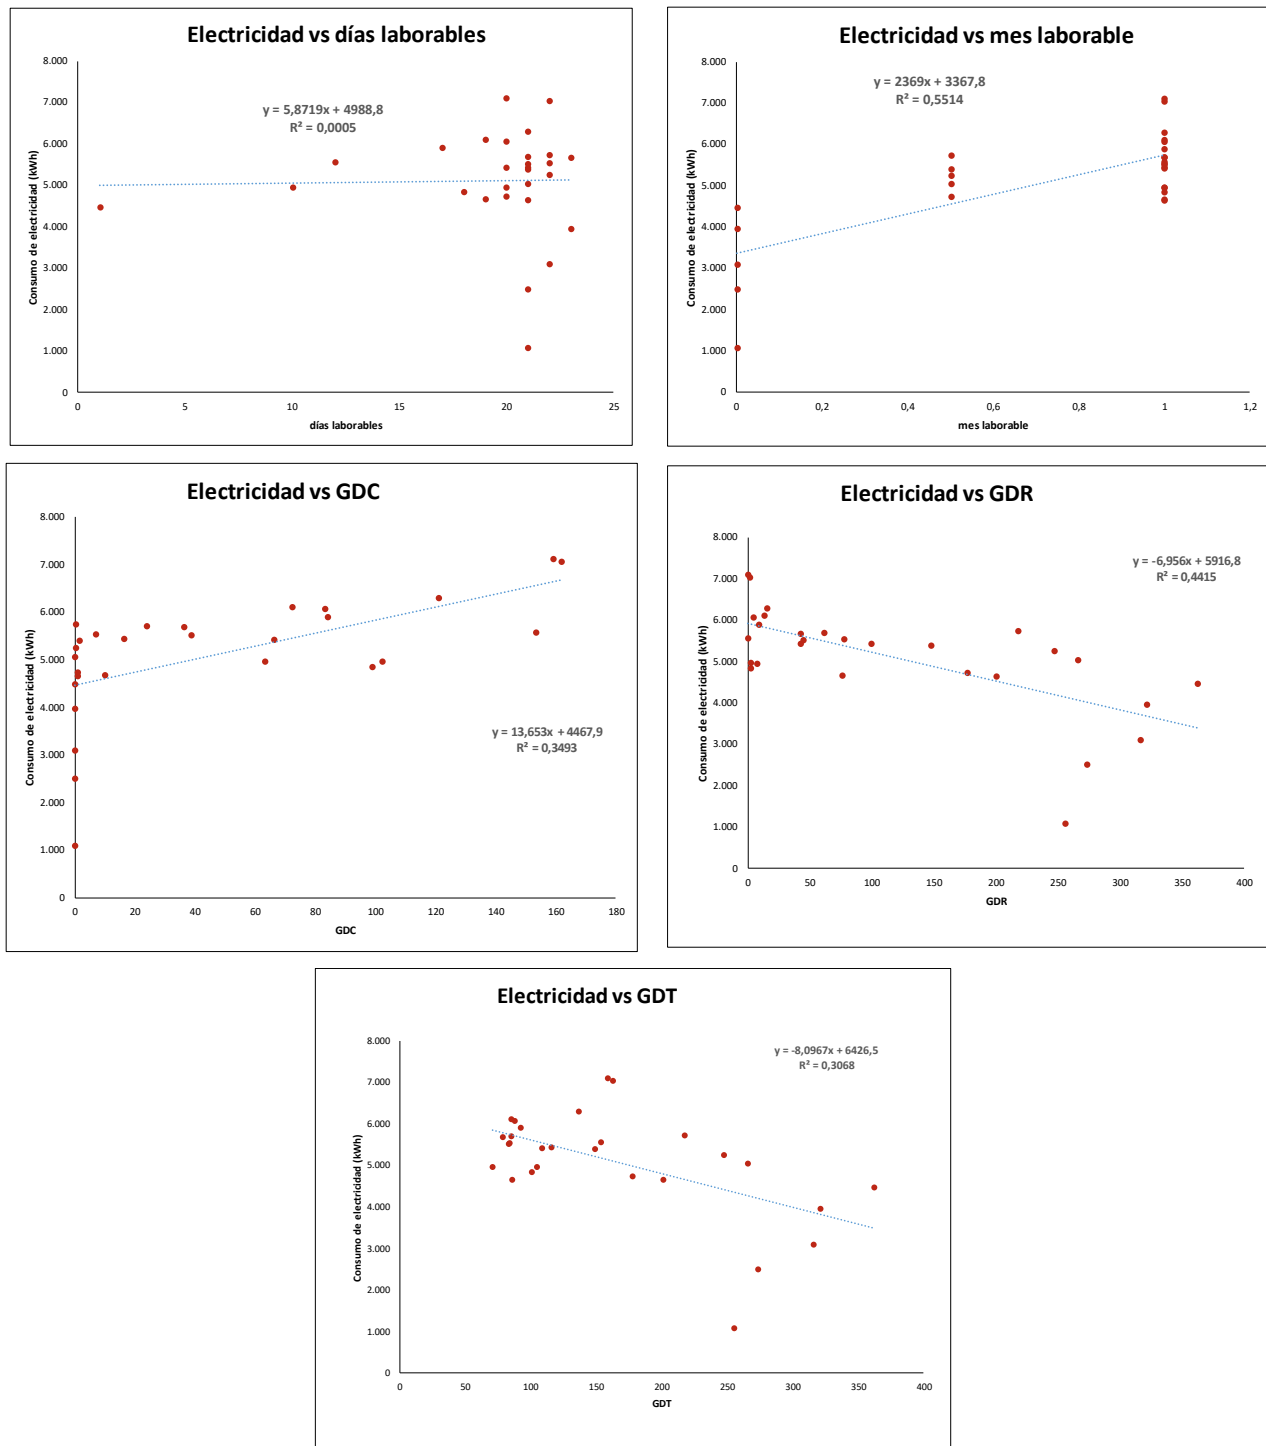 Electricidad vs días laborables
8.000
7.000
6.000
5.000
4.000
3.000
2.000
1.000
0
Consumo de electricidad (kWh)
y = 5,8719x + 4988,8
R² = 0,0005
0 5 10 15 20 25
días laborables
Electricidad vs mes laborable
8.000
7.000
6.000
5.000
4.000
3.000
2.000
1.000
0
Consumo de electricidad (kWh)
y = 2369x + 3367,8
R² = 0,5514
0 0,2 0,4 0,6 0,8 1 1,2
mes laborable
Electricidad vs GDC
8.000
7.000
6.000
5.000
4.000
3.000
2.000
1.000
0
Consumo de electricidad (kWh)
y = 13,653x + 4467,9
R² = 0,3493
0 20 40 60 80 100 120 140 160 180
GDC
Electricidad vs GDR
8.000
7.000
6.000
5.000
4.000
3.000
2.000
1.000
0
Consumo de electricidad (kWh)
y = -6,956x + 5916,8
R² = 0,4415
0 50 100 150 200 250 300 350 400
GDR
Electricidad vs GDT
8.000
7.000
6.000
5.000
4.000
3.000
2.000
1.000
0
Consumo de electricidad (kWh)
y = -8,0967x + 6426,5
R² = 0,3068
0 50 100 150 200 250 300 350 400
GDT